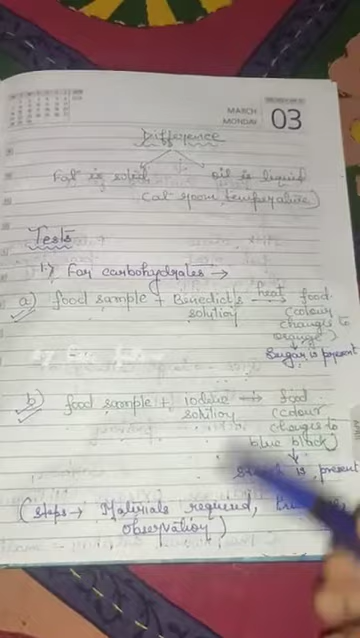 MARCH
MONDAY 03
Difference
Fat is solid oil is liquid
(at room temperature)
Tests
1) For carbohydrates →
a) food sample + Benedict's heat → food
solution (colour
changes to
orange)
↓
Sugar is present
b) food sample + iodine → food
solution (colour
changes to
blue black)
↓
Starch is present
(steps → Materials required,
observation)